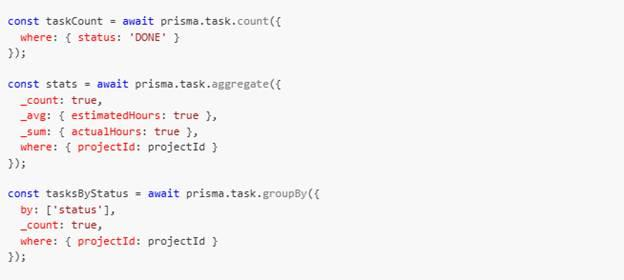 const taskCount = await prisma.task.count({
  where: { status: 'DONE' }
});
const stats = await prisma.task.aggregate({
  _count: true,
  _avg: { estimatedHours: true },
  _sum: { actualHours: true },
  where: { projectId: projectId }
});
const tasksByStatus = await prisma.task.groupBy({
  by: ['status'],
  _count: true,
  where: { projectId: projectId }
});